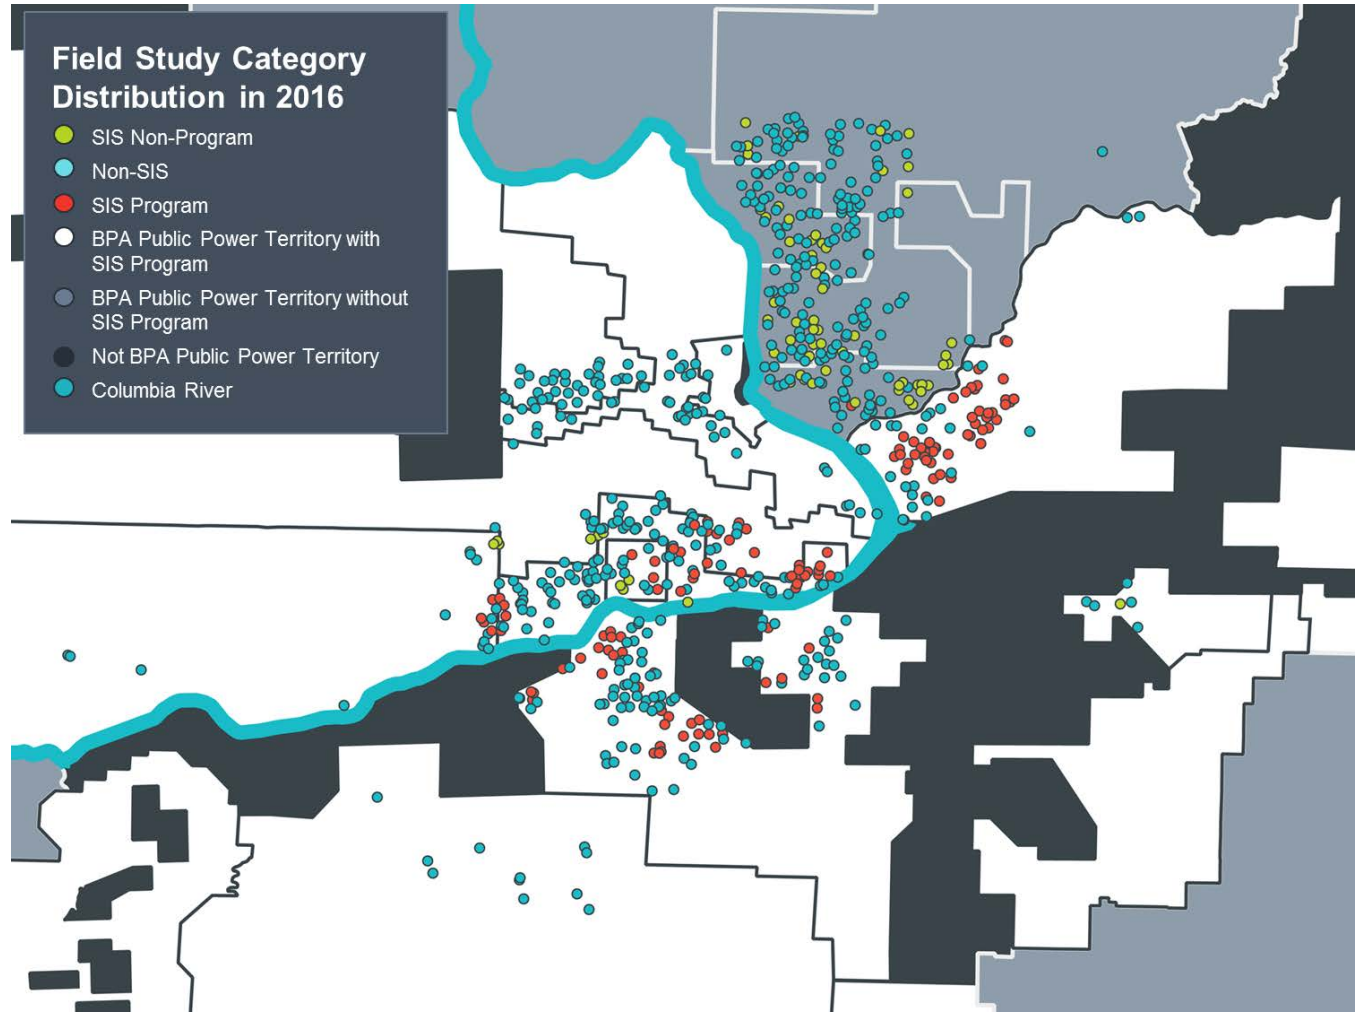 Field Study Category
Distribution in 2016
SIS Non-Program
Non-SIS
SIS Program
BPA Public Power Territory with
SIS Program
BPA Public Power Territory without
SIS Program
Not BPA Public Power Territory
Columbia River